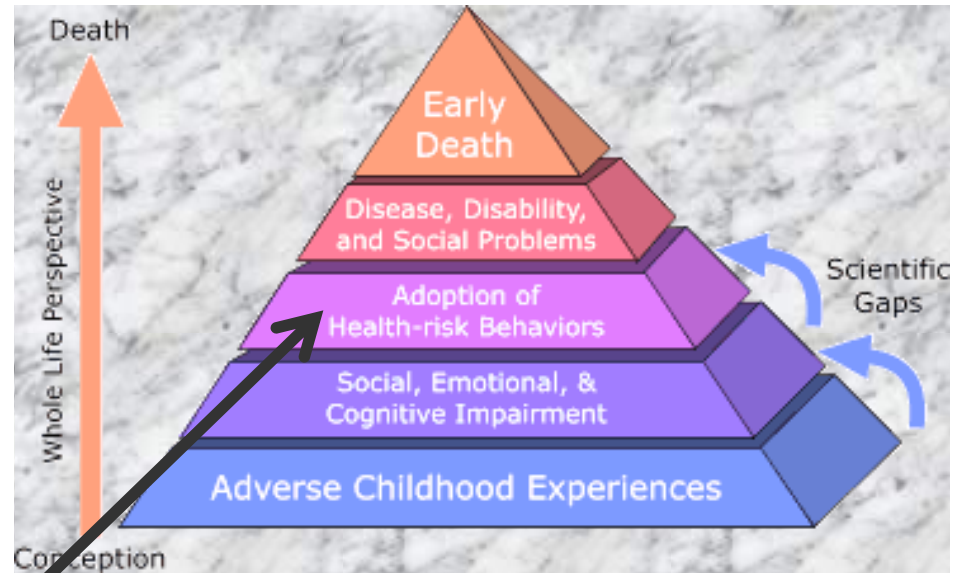 Death
Early
Death
Disease, Disability,
and Social Problems
Adoption of
Health-risk Behaviors
Social, Emotional, &
Cognitive Impairment
Adverse Childhood Experiences
Whole Life Perspective
Scientific
Gaps
Conception